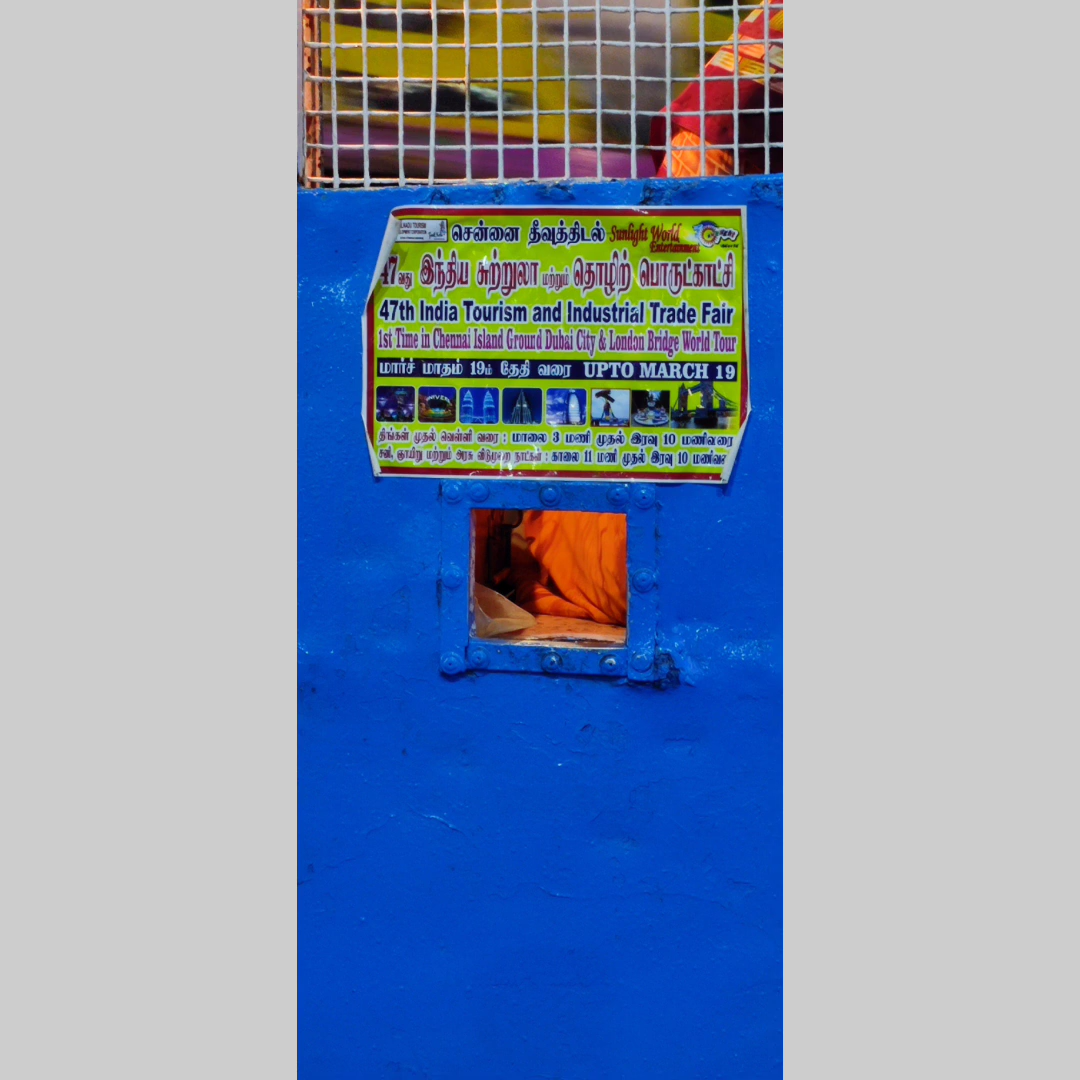 சென்னை தீவுத்திடல் Sunlight World Entertainment
47வது இந்திய சுற்றுலா மற்றும் தொழிற் பொருட்காட்சி
47th India Tourism and Industrial Trade Fair
1st Time in Chennai Island Ground Dubai City & London Bridge World Tour
மார்ச் மாதம் 19ம் தேதி வரை UPTO MARCH 19
திங்கள் முதல் வெள்ளி வரை : மாலை 3 மணி முதல் இரவு 10 மணிவரை
சனி, ஞாயிறு மற்றும் அரசு விடுமுறை நாட்கள் : காலை 11 மணி முதல் இரவு 10 மணிவரை